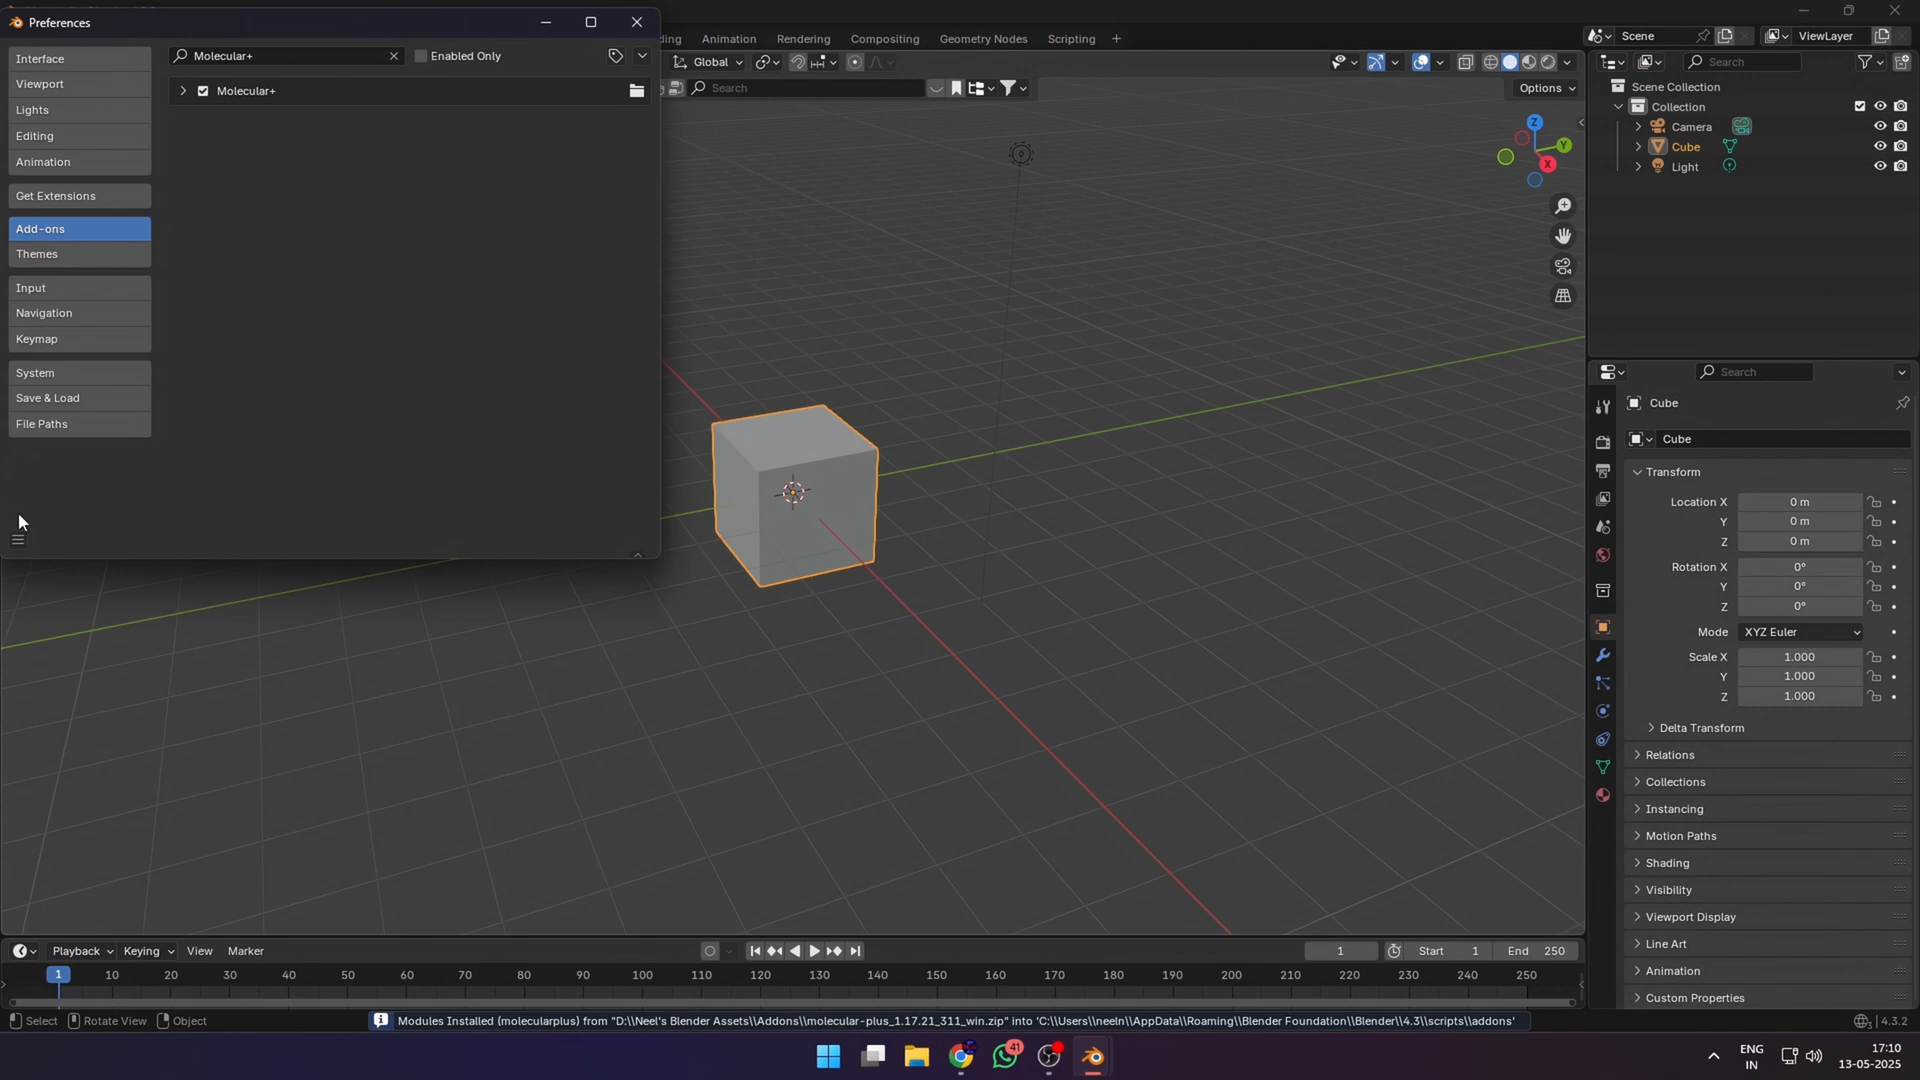 Preferences
Interface
Viewport
Lights
Editing
Animation
Get Extensions
Add-ons
Themes
Input
Navigation
Keymap
System
Save & Load
File Paths
Molecular+
Enabled Only
Molecular+
ding
Animation
Rendering
Compositing
Geometry Nodes
Scripting
+
Scene
ViewLayer
Global
Search
Options
Z
Y
X
Search
Scene Collection
Collection
Camera
Cube
Light
Search
Cube
Cube
Transform
Location X 0 m
Y 0 m
Z 0 m
Rotation X 0°
Y 0°
Z 0°
Mode XYZ Euler
Scale X 1.000
Y 1.000
Z 1.000
Delta Transform
Relations
Collections
Instancing
Motion Paths
Shading
Visibility
Viewport Display
Line Art
Animation
Custom Properties
Playback Keying View Marker
1 Start 1 End 250
1 10 20 30 40 50 60 70 80 90 100 110 120 130 140 150 160 170 180 190 200 210 220 230 240 250
Select Rotate View Object
Modules Installed (molecularplus) from "D:\\Neel's Blender Assets\\Addons\\molecular-plus_1.17.21_311_win.zip" into 'C:\\Users\\neeln\\AppData\\Roaming\\Blender Foundation\\Blender\\4.3\\scripts\\addons'
4.3.2
41
ENG
IN
17:10
13-05-2025